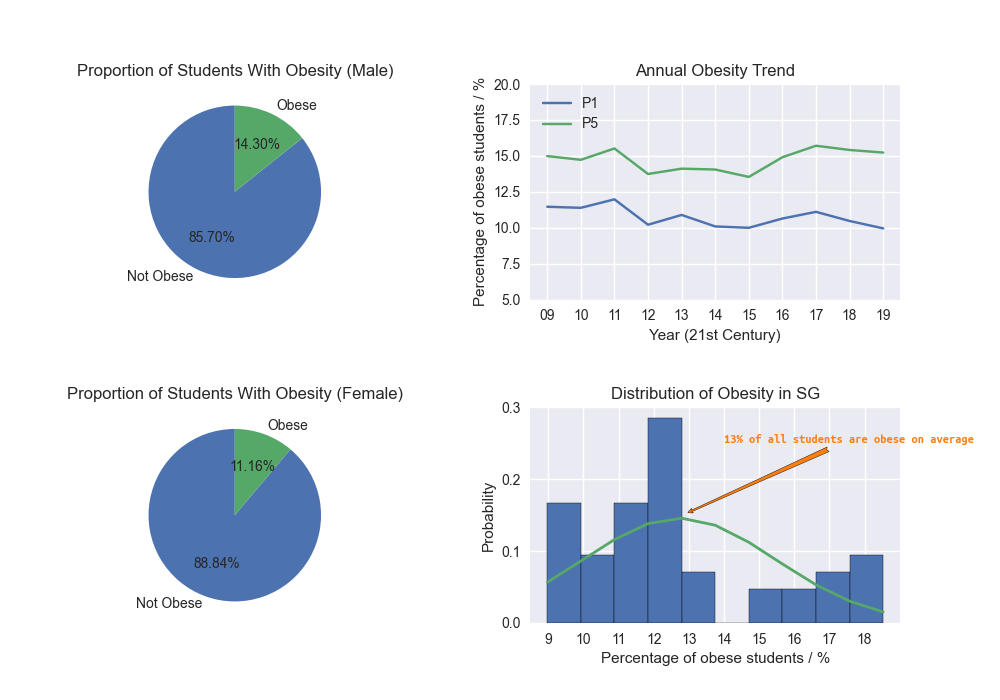 Proportion of Students With Obesity (Male)
Obese
14.30%
85.70%
Not Obese
Annual Obesity Trend
Percentage of obese students / %
20.0
17.5
15.0
12.5
10.0
7.5
5.0
P1
P5
09 10 11 12 13 14 15 16 17 18 19
Year (21st Century)
Proportion of Students With Obesity (Female)
Obese
11.16%
88.84%
Not Obese
Distribution of Obesity in SG
Probability
0.3
0.2
0.1
0.0
13% of all students are obese on average
9 10 11 12 13 14 15 16 17 18
Percentage of obese students / %